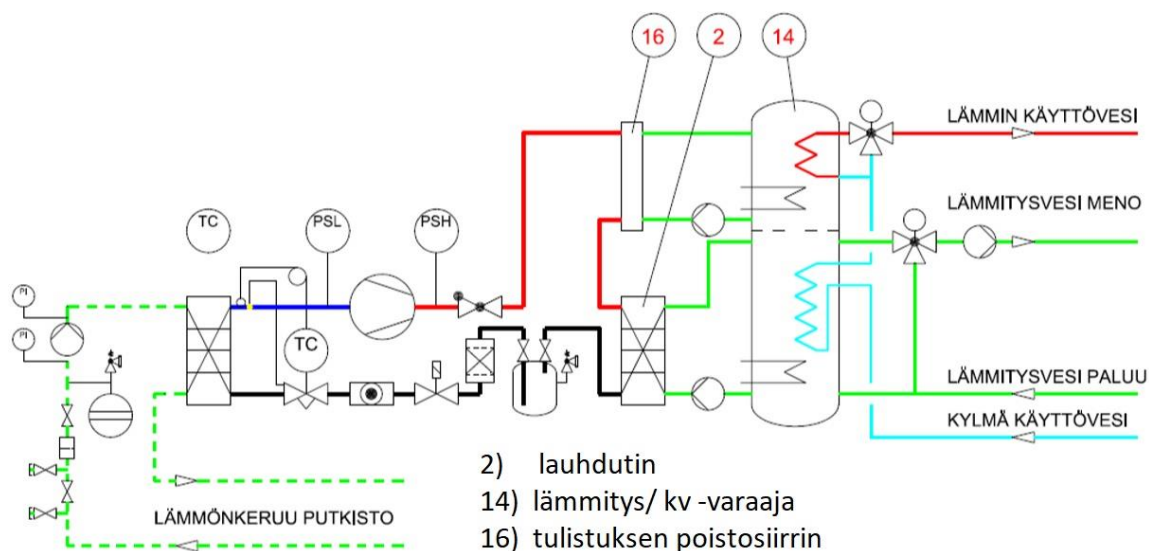 16 2 14
LÄMMIN KÄYTTÖVESI
LÄMMITYSVESI MENO
TC PSL PSH
PI
PI
TC
LÄMMITYSVESI PALUU
KYLMÄ KÄYTTÖVESI
LÄMMÖNKERUU PUTKISTO
2) lauhdutin
14) lämmitys/ kv -varaaja
16) tulistuksen poistosiirrin